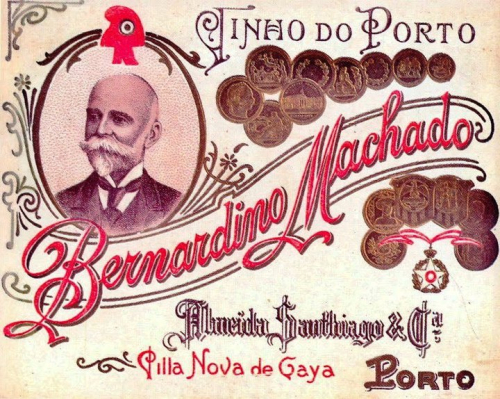 Vinho do Porto
Bernardino Machado
Almeida Santhiago & Cª
Villa Nova de Gaya
Porto